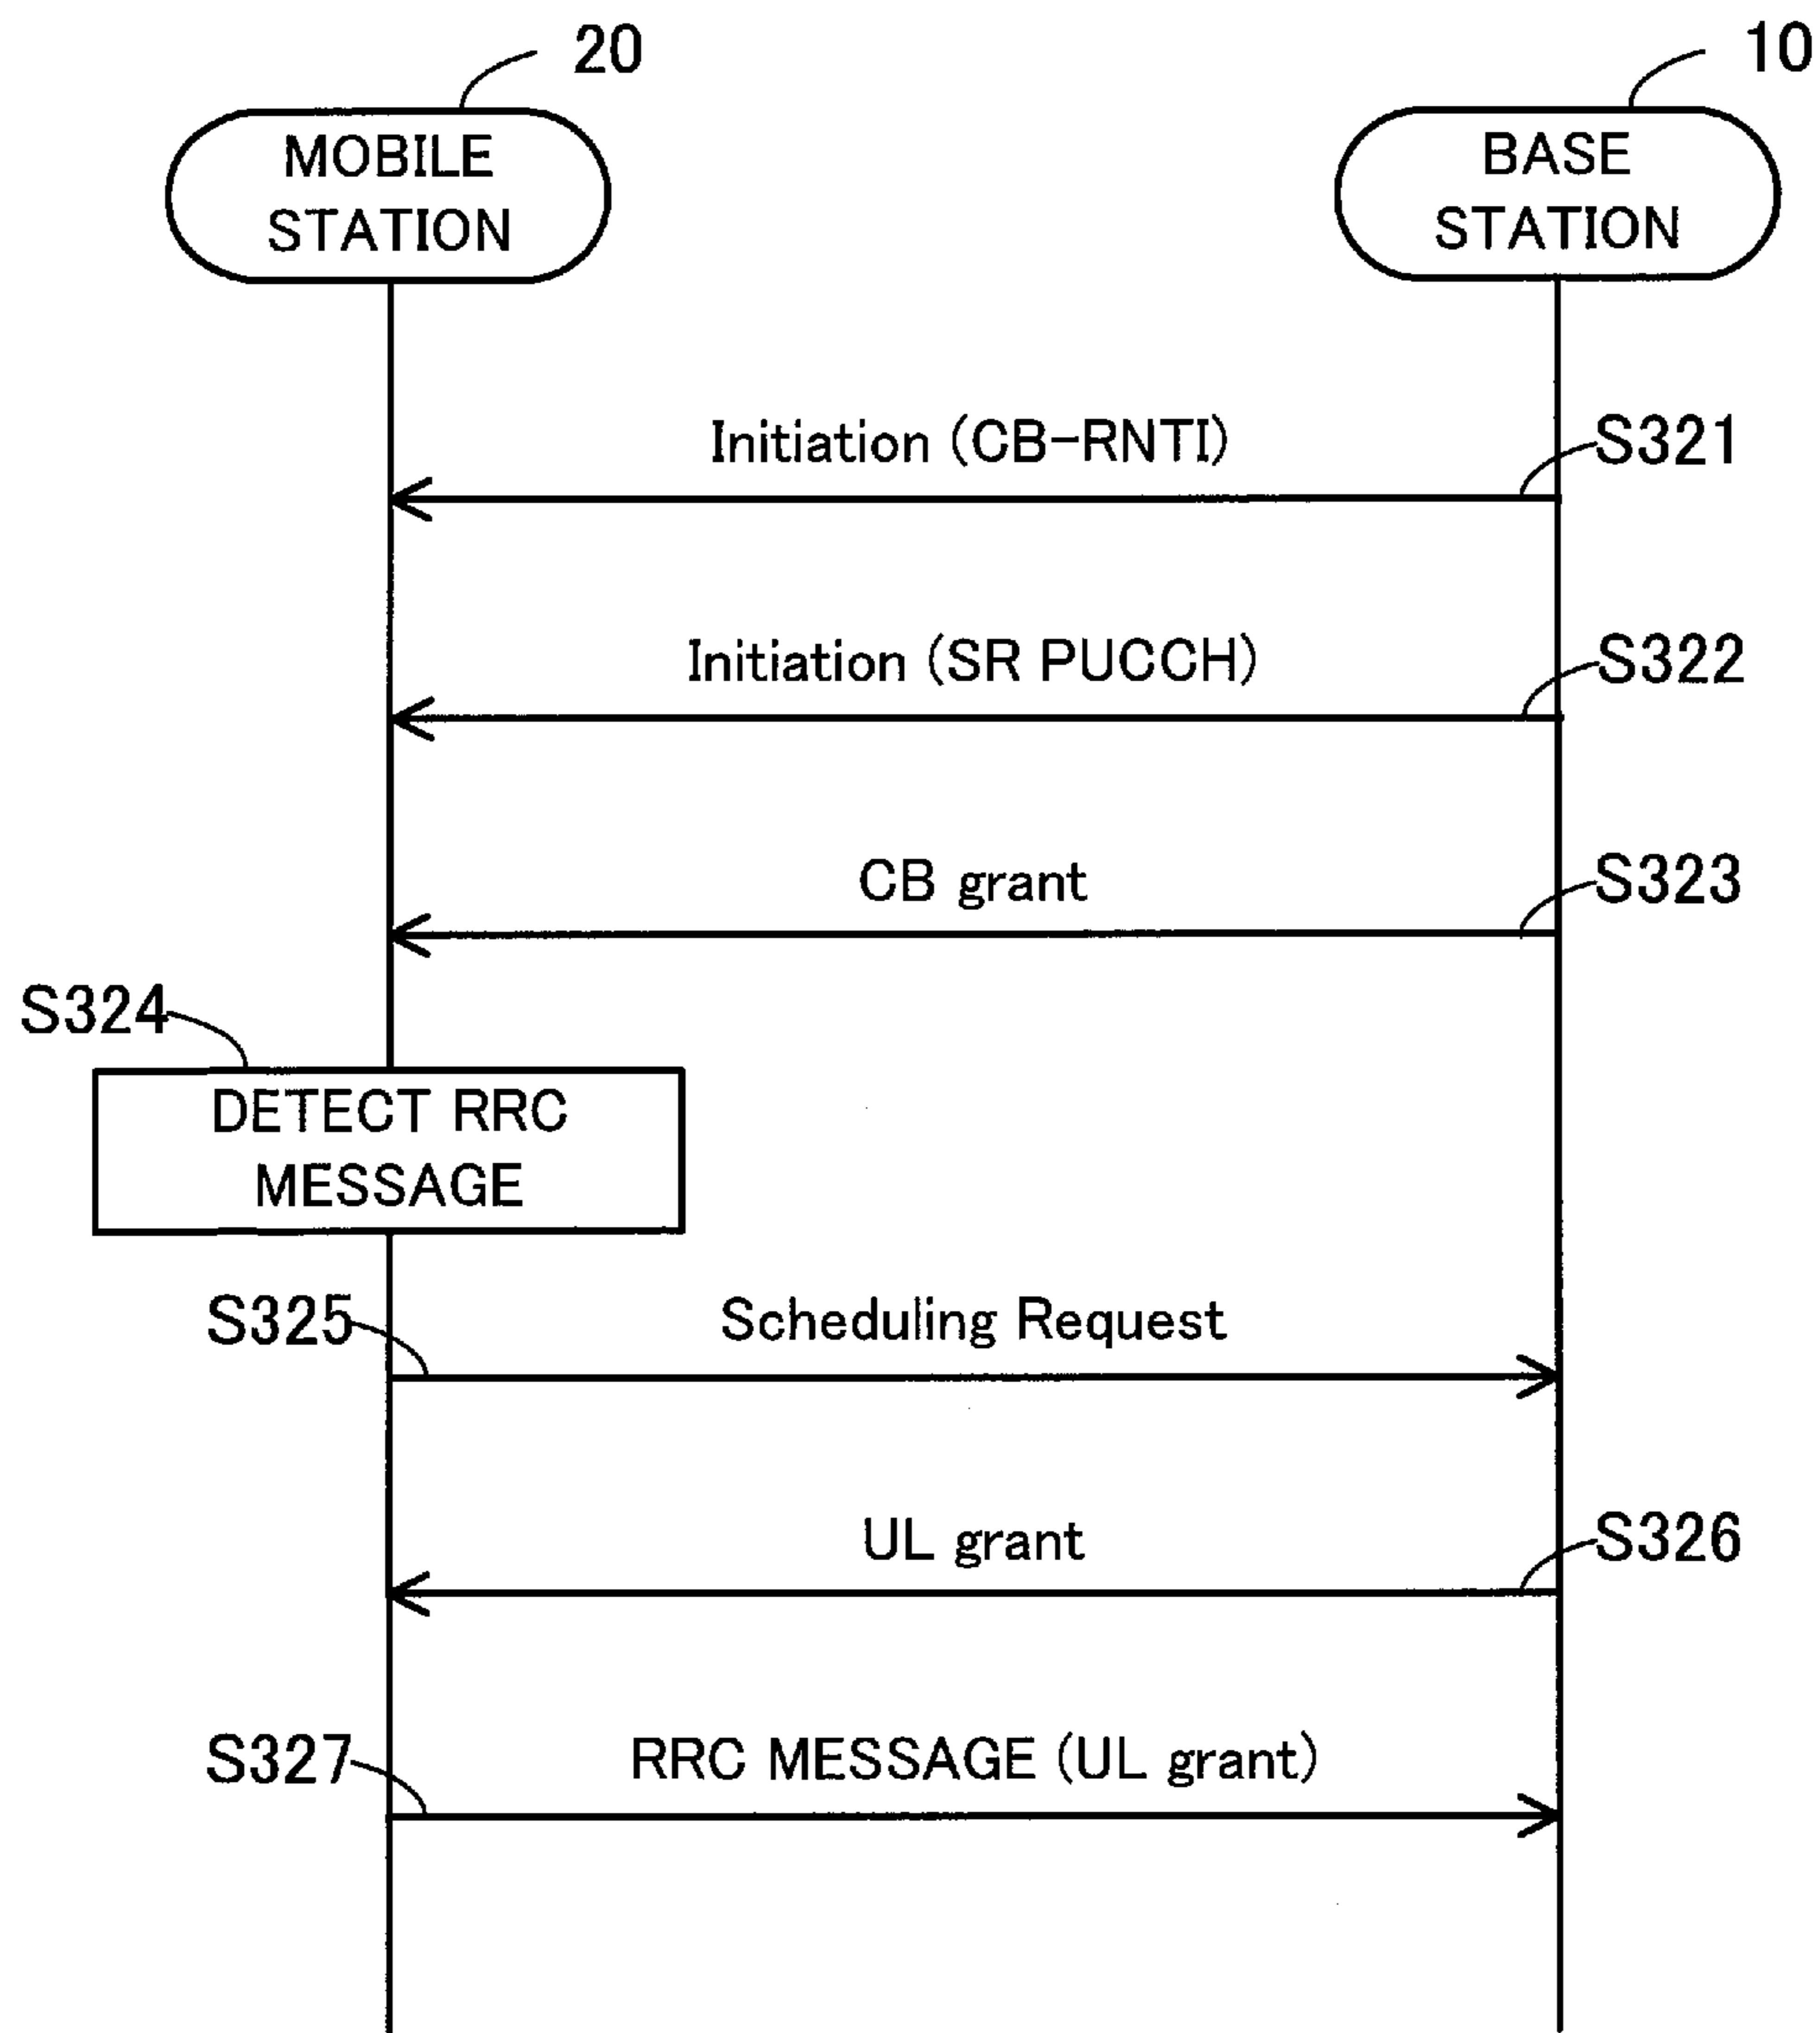 20
10
MOBILE
STATION
BASE
STATION
Initiation (CB-RNTI)
S321
Initiation (SR PUCCH)
S322
CB grant
S323
S324
DETECT RRC
MESSAGE
S325
Scheduling Request
UL grant
S326
S327
RRC MESSAGE (UL grant)